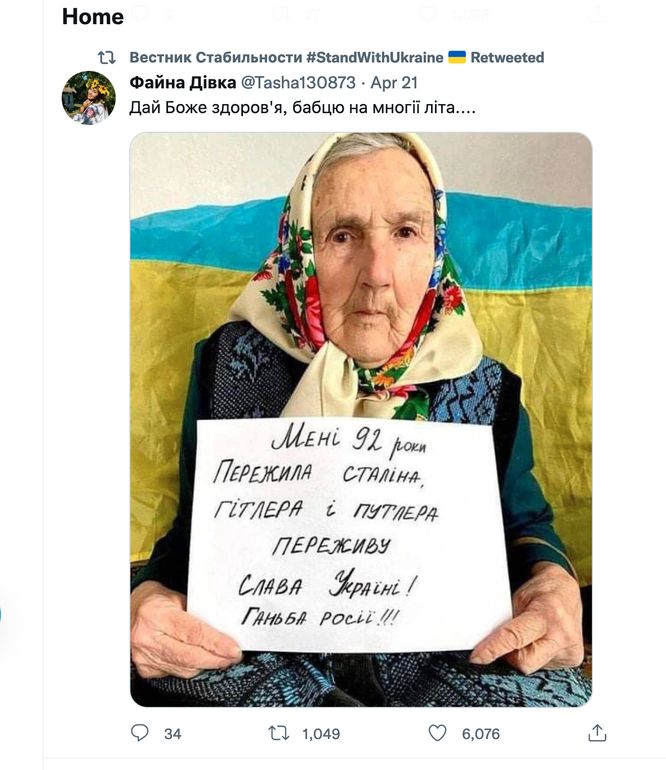 Home
Вестник Стабильности #StandWithUkraine 🇺🇦 Retweeted
Файна Дівка @Tasha130873 · Apr 21
Дай Боже здоров'я, бабцю на многії літа....
Мені 92 роки
Пережила Сталіна,
Гітлера і Путлера
переживу
Слава Україні!
Ганьба росії!!!
34 1,049 6,076